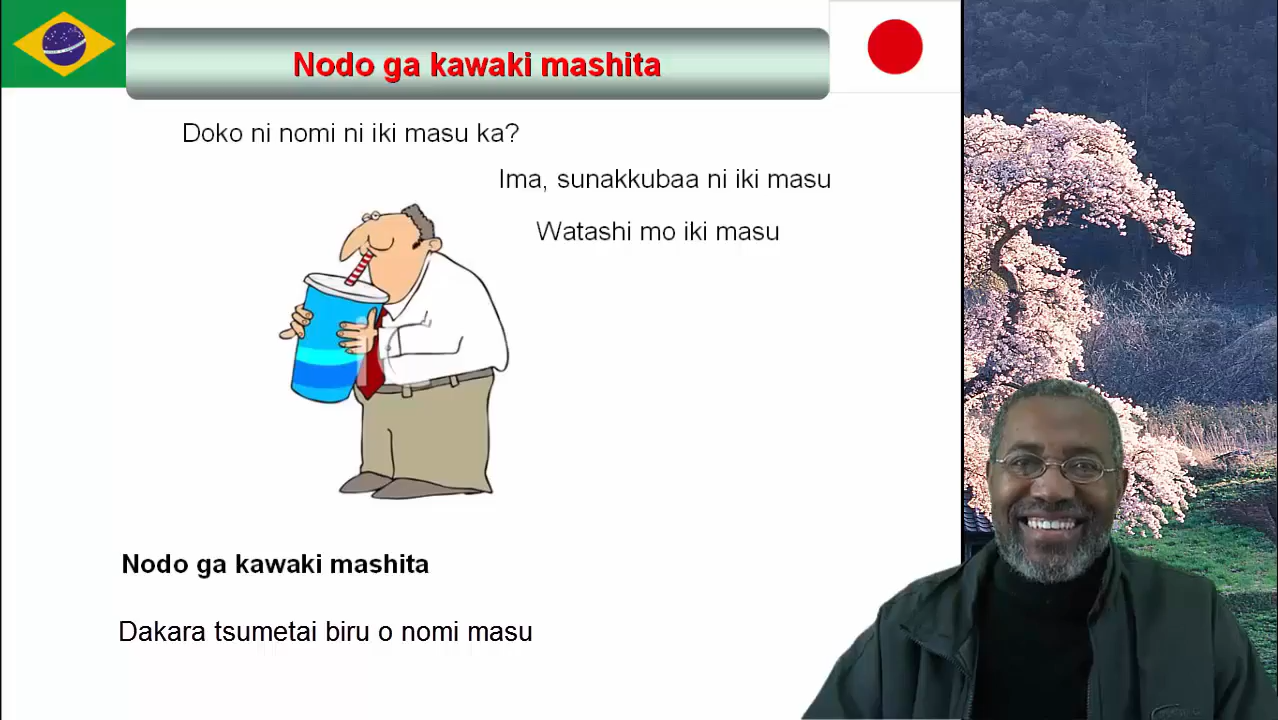 Nodo ga kawaki mashita
Doko ni nomi ni iki masu ka?
Ima, sunakkubaa ni iki masu
Watashi mo iki masu
Nodo ga kawaki mashita
Dakara tsumetai biru o nomi masu